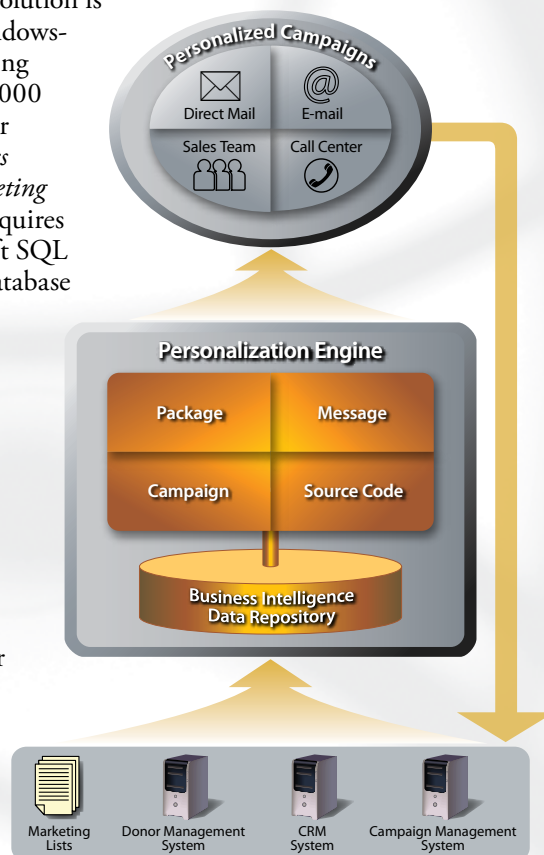 olution is
dows-
ng
000
r
s
eting
quires
t SQL
tabase
r
Personalized Campaigns
Direct Mail
E-mail
Sales Team
Call Center
Personalization Engine
Package
Message
Campaign
Source Code
Business Intelligence
Data Repository
Marketing
Lists
Donor Management
System
CRM
System
Campaign Management
System